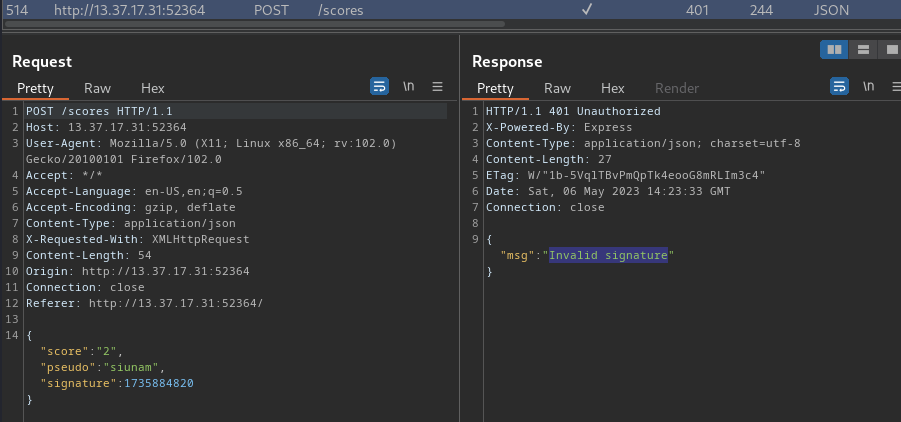 514 http://13.37.17.31:52364 POST /scores ✓ 401 244 JSON
Request
Pretty Raw Hex \n
1 POST /scores HTTP/1.1
2 Host: 13.37.17.31:52364
3 User-Agent: Mozilla/5.0 (X11; Linux x86_64; rv:102.0)
Gecko/20100101 Firefox/102.0
4 Accept: */*
5 Accept-Language: en-US,en;q=0.5
6 Accept-Encoding: gzip, deflate
7 Content-Type: application/json
8 X-Requested-With: XMLHttpRequest
9 Content-Length: 54
10 Origin: http://13.37.17.31:52364
11 Connection: close
12 Referer: http://13.37.17.31:52364/
13
14 {
"score":"2",
"pseudo":"siunam",
"signature":1735884820
}
Response
Pretty Raw Hex Render \n
1 HTTP/1.1 401 Unauthorized
2 X-Powered-By: Express
3 Content-Type: application/json; charset=utf-8
4 Content-Length: 27
5 ETag: W/"1b-5VqlTBvPmQpTk4eooG8mRLIm3c4"
6 Date: Sat, 06 May 2023 14:23:33 GMT
7 Connection: close
8
9 {
"msg":"Invalid signature"
}